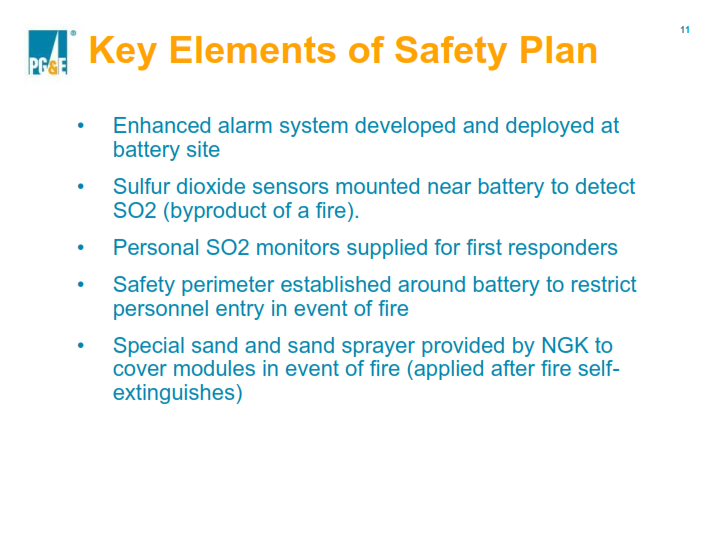 11
PG&E®
Key Elements of Safety Plan
• Enhanced alarm system developed and deployed at
battery site
• Sulfur dioxide sensors mounted near battery to detect
SO2 (byproduct of a fire).
• Personal SO2 monitors supplied for first responders
• Safety perimeter established around battery to restrict
personnel entry in event of fire
• Special sand and sand sprayer provided by NGK to
cover modules in event of fire (applied after fire self-
extinguishes)